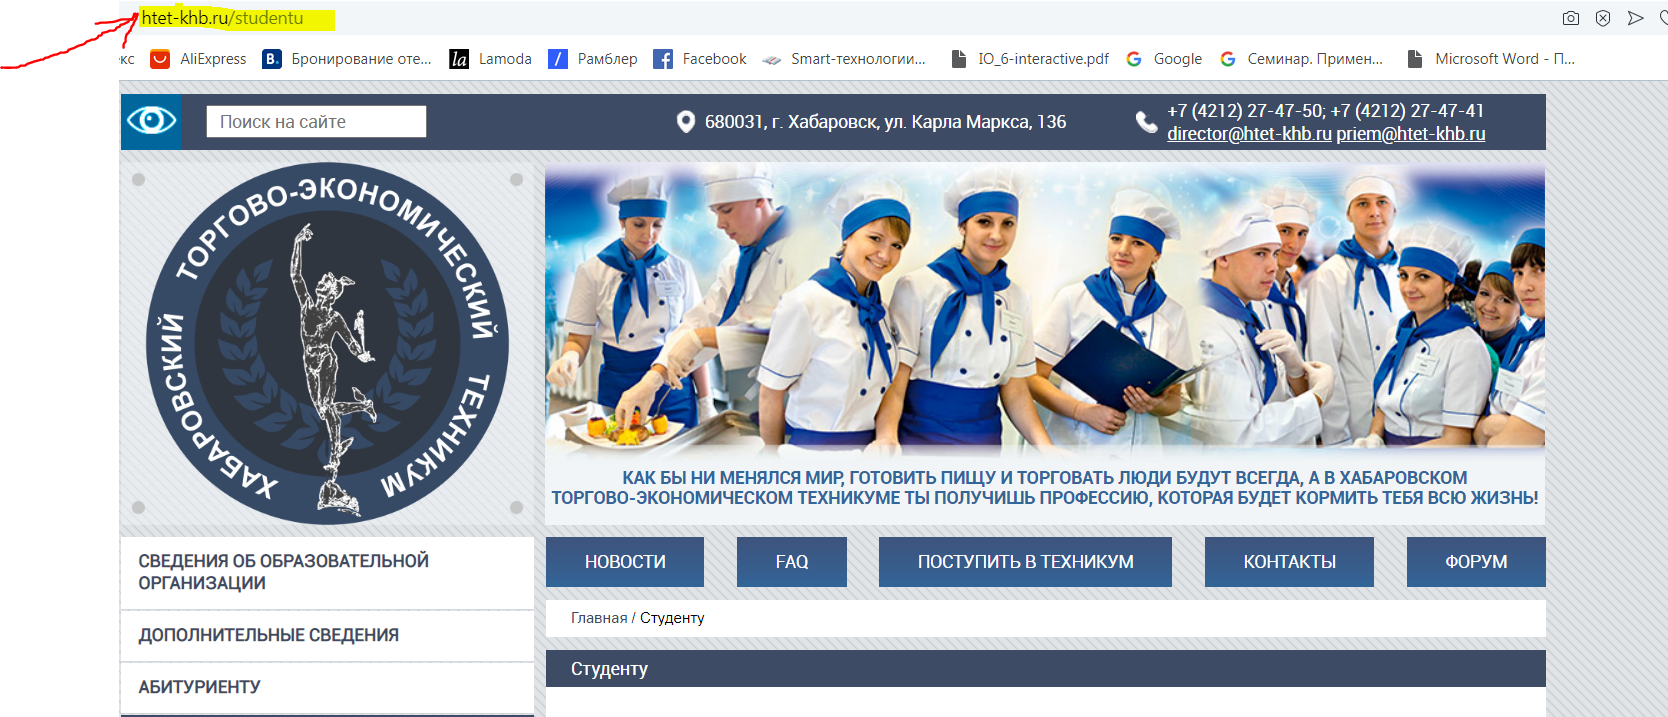 htet-khb.ru/studentu
кс AliExpress B. Бронирование оте... la Lamoda Рамблер Facebook Smart-технологии... IO_6-interactive.pdf Google Семинар. Примен... Microsoft Word - П...
Поиск на сайте
680031, г. Хабаровск, ул. Карла Маркса, 136
+7 (4212) 27-47-50; +7 (4212) 27-47-41
director@htet-khb.ru priem@htet-khb.ru
ХАБАРОВСКИЙ ТОРГОВО-ЭКОНОМИЧЕСКИЙ ТЕХНИКУМ
КАК БЫ НИ МЕНЯЛСЯ МИР, ГОТОВИТЬ ПИЩУ И ТОРГОВАТЬ ЛЮДИ БУДУТ ВСЕГДА, А В ХАБАРОВСКОМ
ТОРГОВО-ЭКОНОМИЧЕСКОМ ТЕХНИКУМЕ ТЫ ПОЛУЧИШЬ ПРОФЕССИЮ, КОТОРАЯ БУДЕТ КОРМИТЬ ТЕБЯ ВСЮ ЖИЗНЬ!
НОВОСТИ FAQ ПОСТУПИТЬ В ТЕХНИКУМ КОНТАКТЫ ФОРУМ
СВЕДЕНИЯ ОБ ОБРАЗОВАТЕЛЬНОЙ
ОРГАНИЗАЦИИ
ДОПОЛНИТЕЛЬНЫЕ СВЕДЕНИЯ
АБИТУРИЕНТУ
Главная / Студенту
Студенту